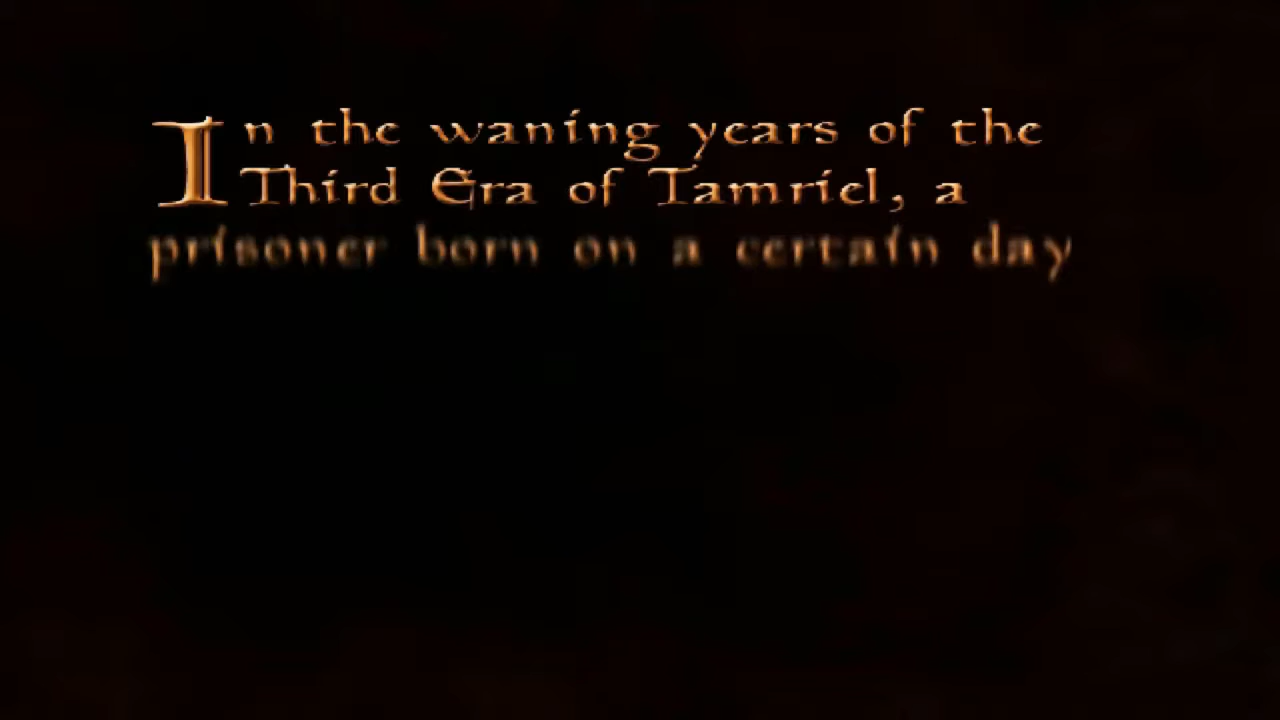 In the waning years of the
Third Era of Tamriel, a
prisoner born on a certain day